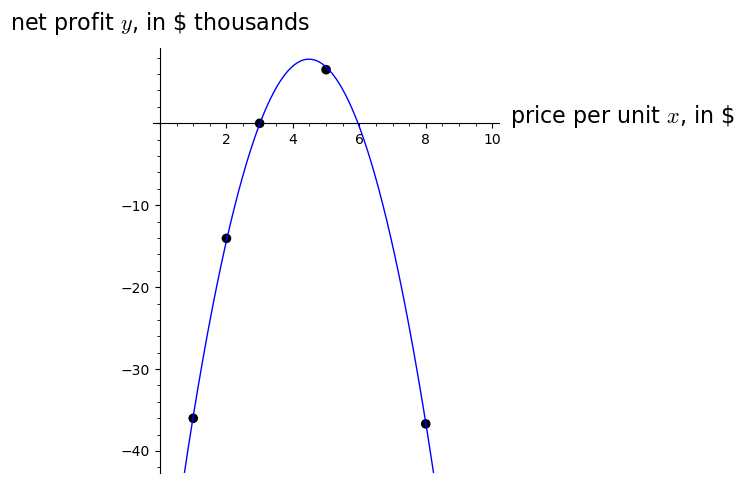 net profit y, in $ thousands
price per unit x, in $
2 4 6 8 10
−10
−20
−30
−40